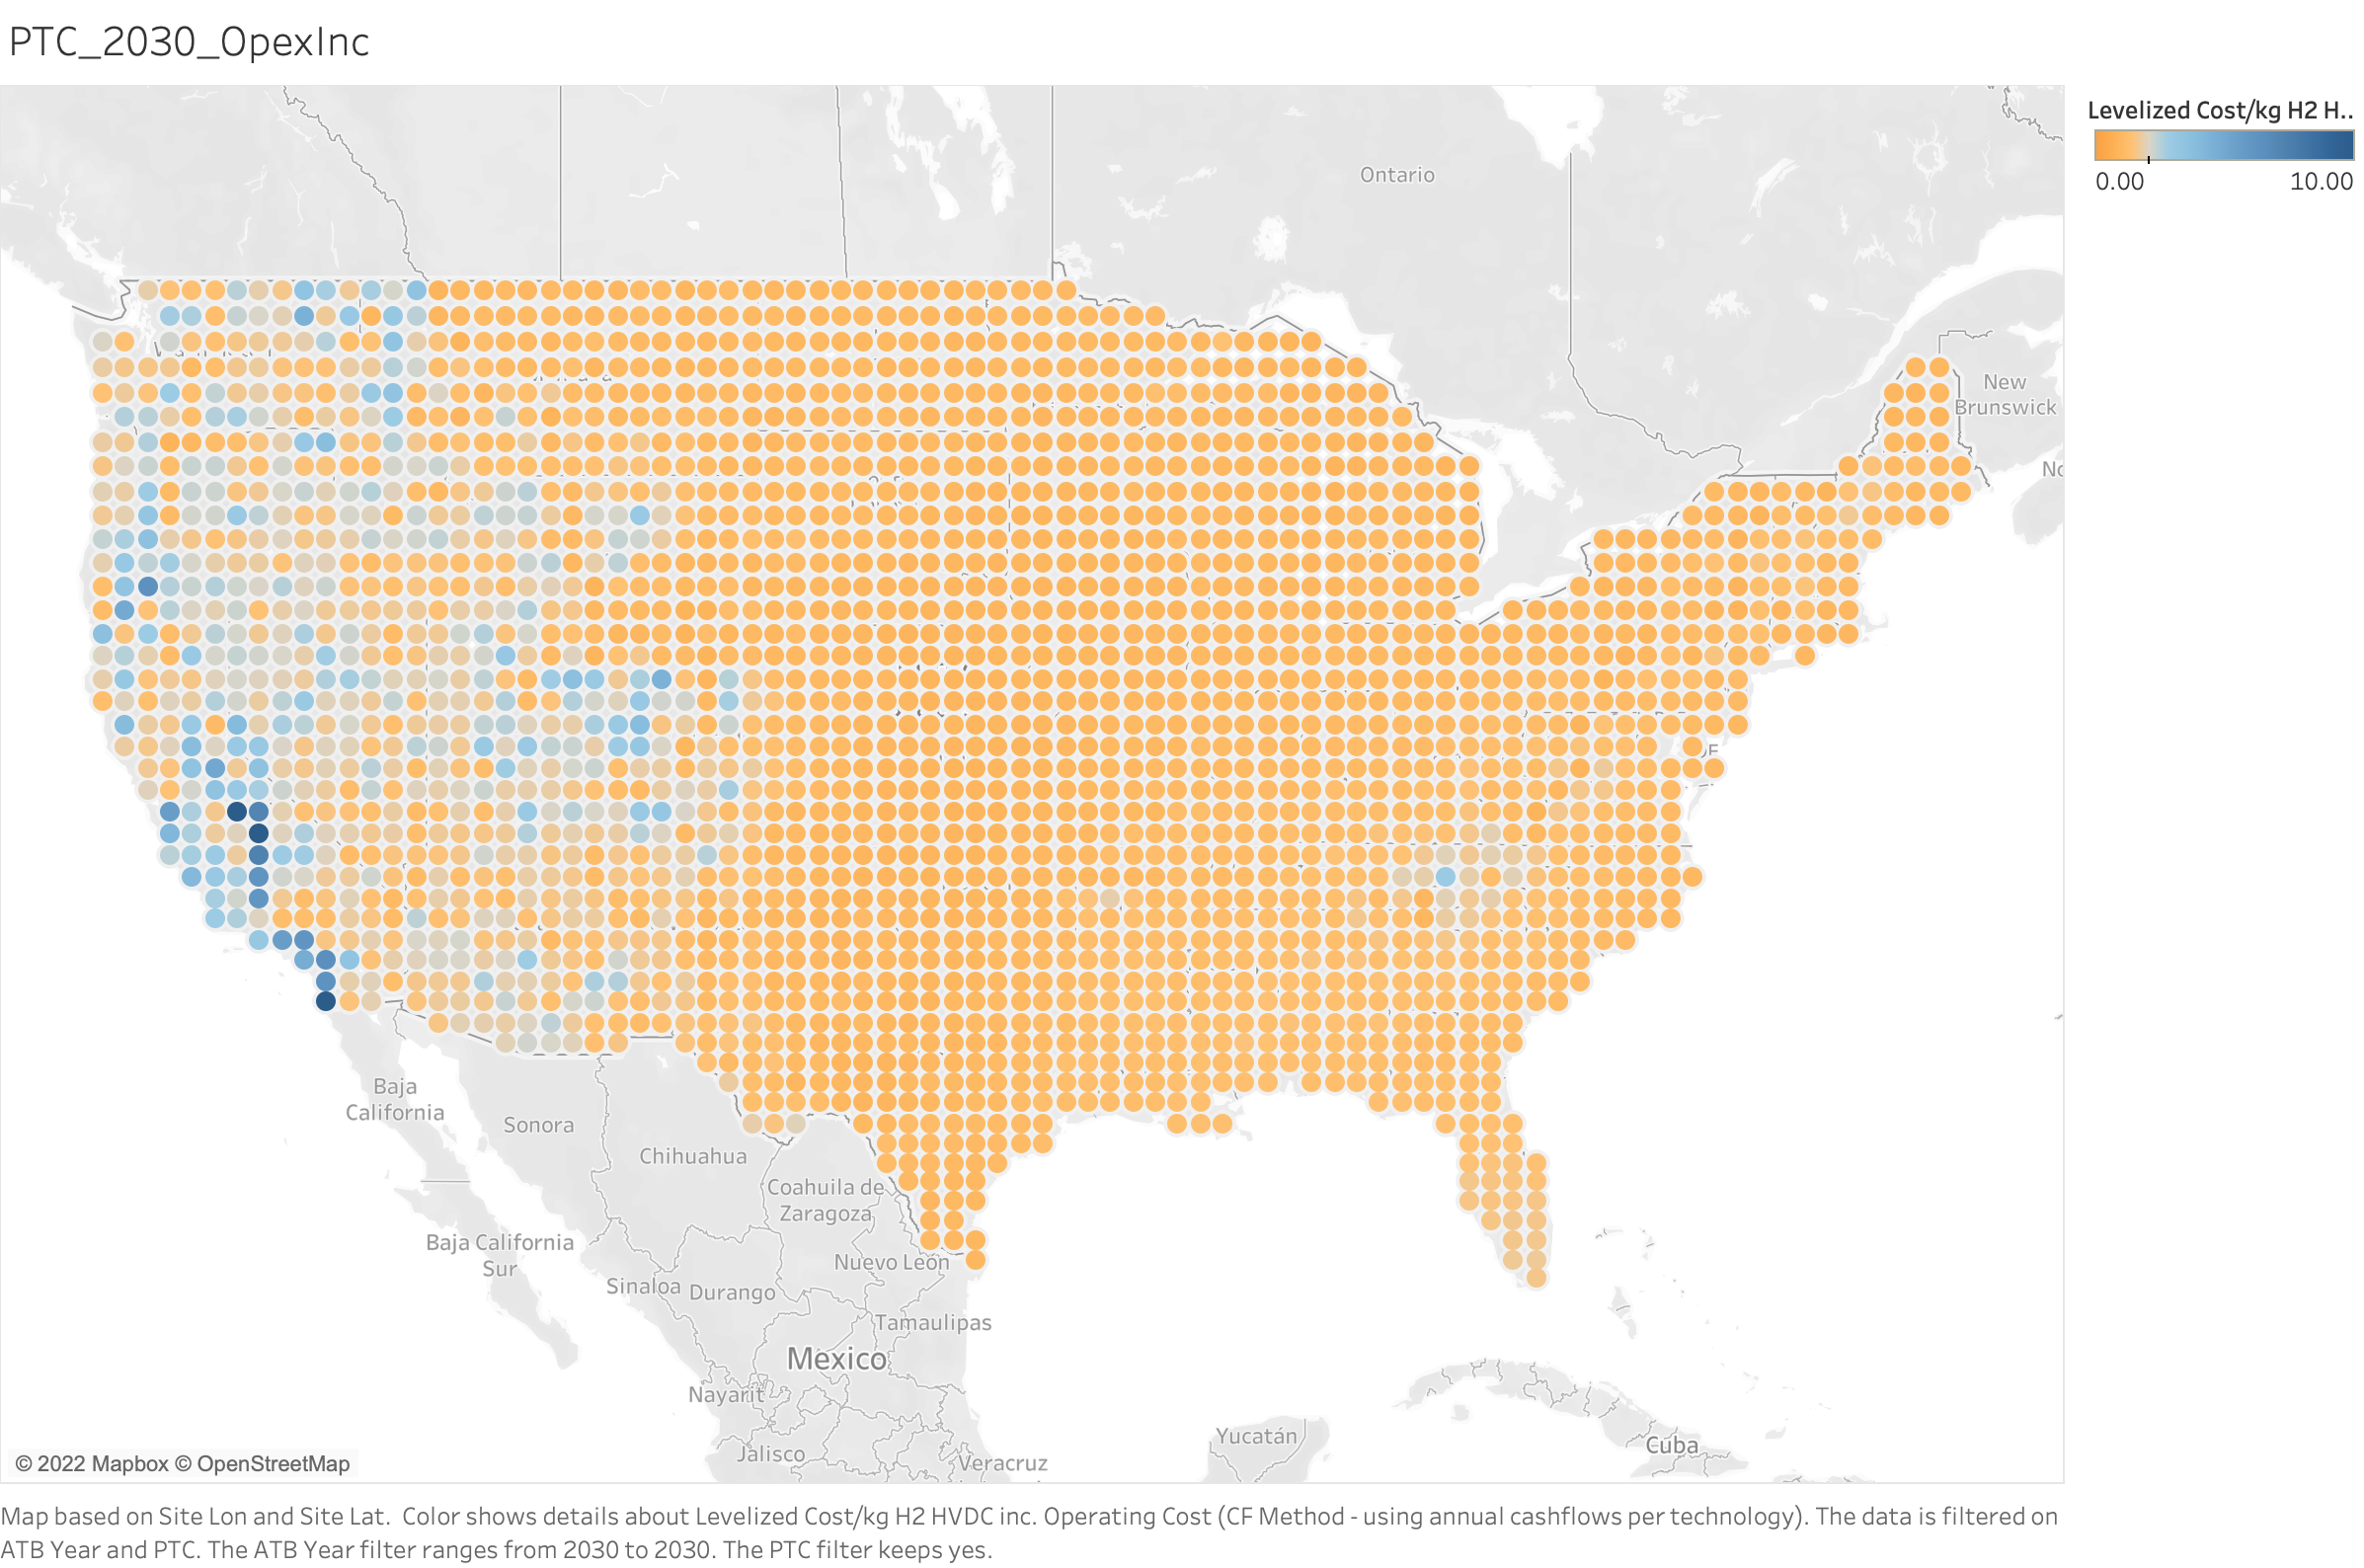 PTC_2030_OpexInc
Levelized Cost/kg H2 H..
0.00
10.00
Ontario
New
Brunswick
Baja
California
Sonora
Chihuahua
Coahuila de
Zaragoza
Baja California
Sur
Nuevo León
Sinaloa
Durango
Tamaulipas
Mexico
Nayarit
Yucatán
Jalisco
Veracruz
Cuba
© 2022 Mapbox © OpenStreetMap
Map based on Site Lon and Site Lat. Color shows details about Levelized Cost/kg H2 HVDC inc. Operating Cost (CF Method - using annual cashflows per technology). The data is filtered on
ATB Year and PTC. The ATB Year filter ranges from 2030 to 2030. The PTC filter keeps yes.